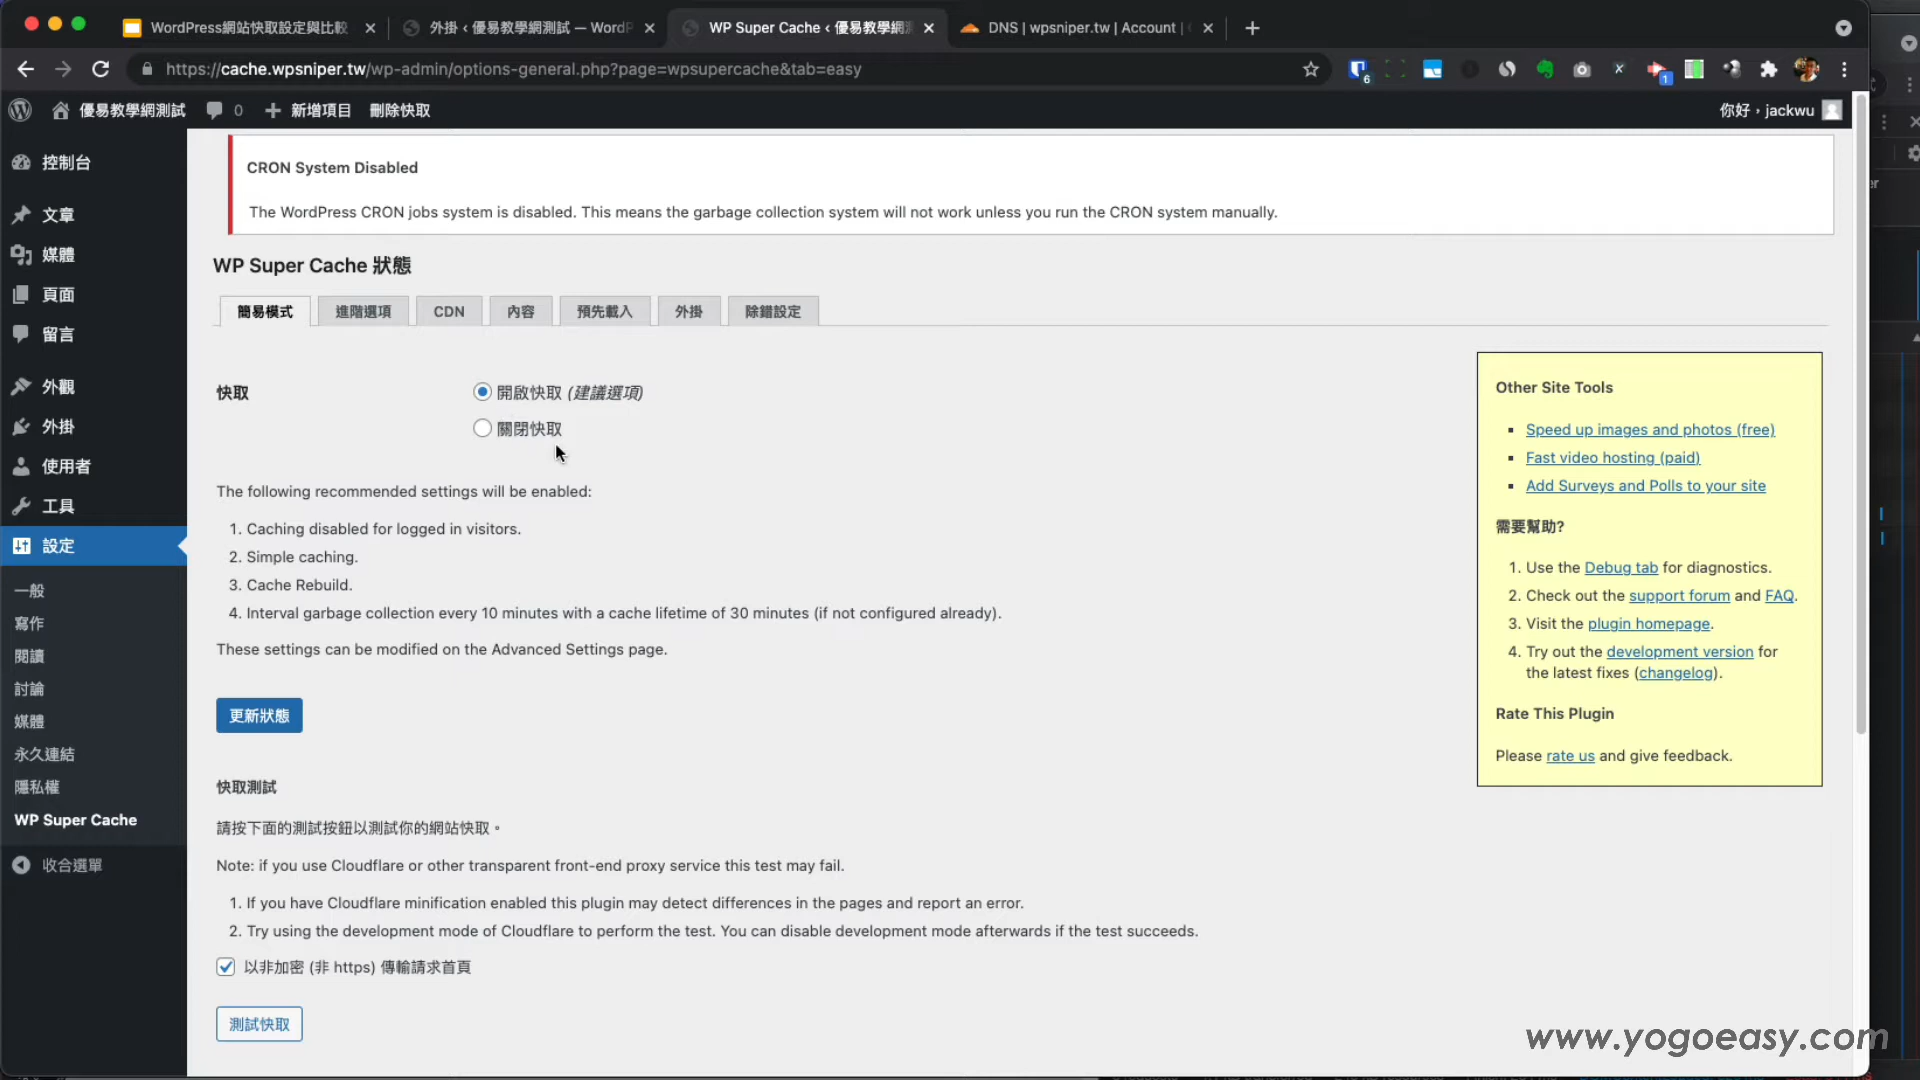 WordPress網站快取設定與比較
外掛 ‹ 優易教學網測試 — WordP
WP Super Cache ‹ 優易教學網測
DNS | wpsniper.tw | Account |
https://cache.wpsniper.tw/wp-admin/options-general.php?page=wpsupercache&tab=easy
6
1
優易教學網測試
0
新增項目
刪除快取
你好，jackwu
控制台
文章
媒體
頁面
留言
外觀
外掛
使用者
工具
設定
一般
寫作
閱讀
討論
媒體
永久連結
隱私權
WP Super Cache
收合選單
CRON System Disabled
The WordPress CRON jobs system is disabled. This means the garbage collection system will not work unless you run the CRON system manually.
WP Super Cache 狀態
簡易模式
進階選項
CDN
內容
預先載入
外掛
除錯設定
快取
開啟快取 (建議選項)
關閉快取
The following recommended settings will be enabled:
1. Caching disabled for logged in visitors.
2. Simple caching.
3. Cache Rebuild.
4. Interval garbage collection every 10 minutes with a cache lifetime of 30 minutes (if not configured already).
These settings can be modified on the Advanced Settings page.
更新狀態
快取測試
請按下面的測試按鈕以測試你的網站快取。
Note: if you use Cloudflare or other transparent front-end proxy service this test may fail.
1. If you have Cloudflare minification enabled this plugin may detect differences in the pages and report an error.
2. Try using the development mode of Cloudflare to perform the test. You can disable development mode afterwards if the test succeeds.
以非加密 (非 https) 傳輸請求首頁
測試快取
Other Site Tools
Speed up images and photos (free)
Fast video hosting (paid)
Add Surveys and Polls to your site
需要幫助?
1. Use the Debug tab for diagnostics.
2. Check out the support forum and FAQ.
3. Visit the plugin homepage.
4. Try out the development version for
the latest fixes (changelog).
Rate This Plugin
Please rate us and give feedback.
www.yogoeasy.com